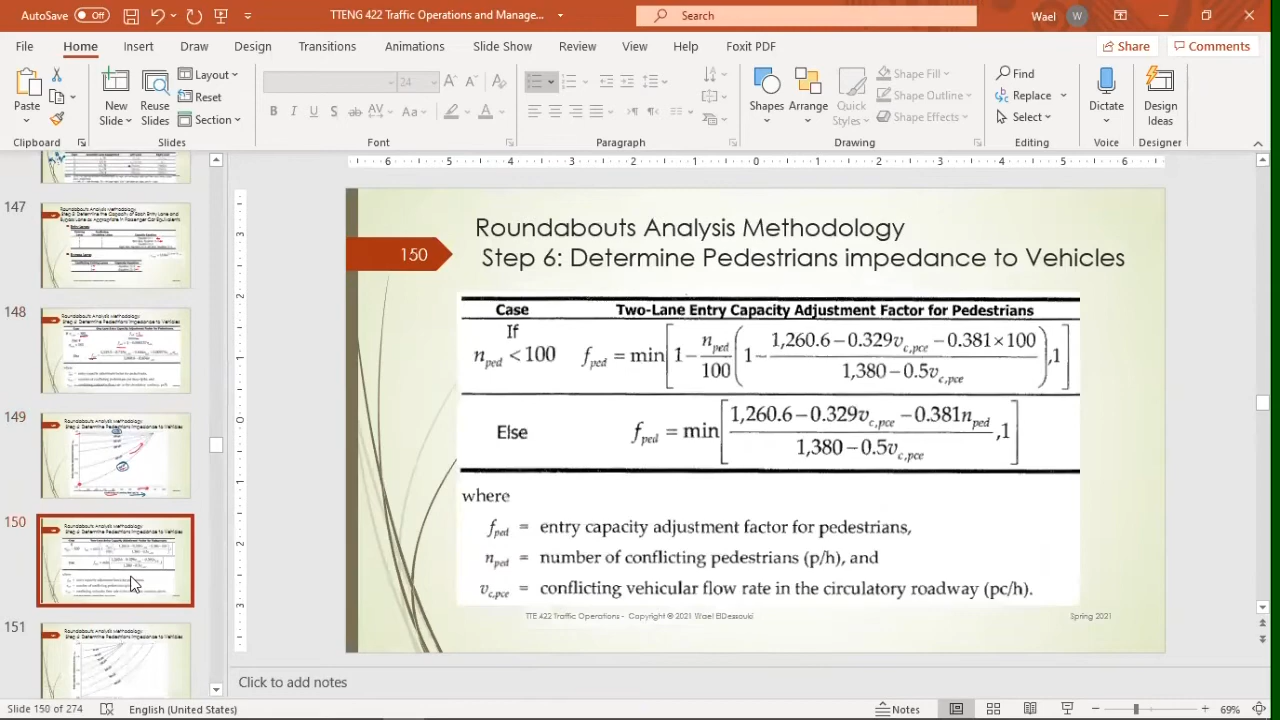 AutoSave Off TTENG 422 Traffic Operations and Manage... Search Wael W
File Home Insert Draw Design Transitions Animations Slide Show Review View Help Foxit PDF Share Comments
Paste New Slide Reuse Slides Layout Reset Section 24 Shapes Arrange Quick Styles Shape Fill Shape Outline Shape Effects Find Replace Select Dictate Design Ideas
Clipboard Slides Font Paragraph Drawing Editing Voice Designer
147
148
149
150
151
150
Roundabouts Analysis Methodology
Step 6: Determine Pedestrians impedance to Vehicles
Case Two-Lane Entry Capacity Adjustment Factor for Pedestrians
If
n_ped < 100 f_ped = min [1 − n_ped/100 (1 − (1,260.6 − 0.329v_c,pce − 0.381 × 100)/(1,380 − 0.5v_c,pce)), 1]
Else f_ped = min [(1,260.6 − 0.329v_c,pce − 0.381n_ped)/(1,380 − 0.5v_c,pce), 1]
where
f_ped = entry capacity adjustment factor for pedestrians,
n_ped = number of conflicting pedestrians (p/h), and
v_c,pce = conflicting vehicular flow rate in the circulatory roadway (pc/h).
TTE 422 Traffic Operations - Copyright © 2021 Wael ElDessouki Spring 2021
Click to add notes
Slide 150 of 274 English (United States) Notes 69%